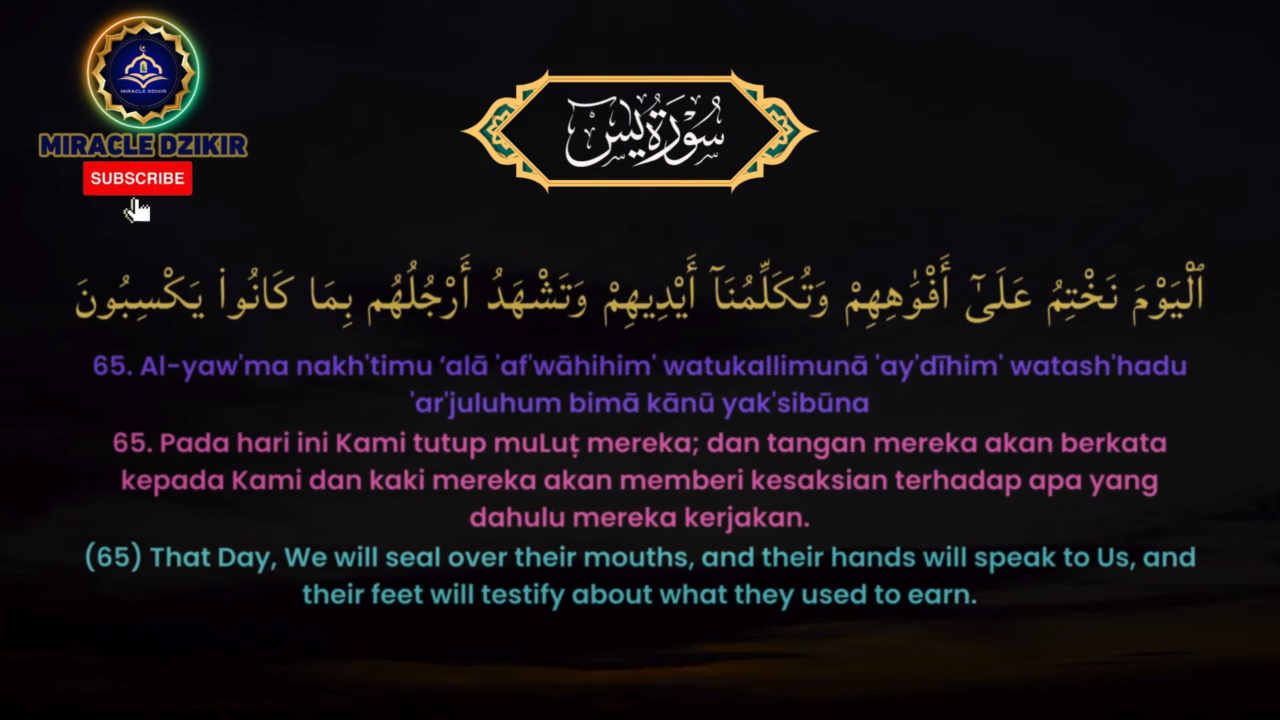 MIRACLE DZIKIR
MIRACLE DZIKIR
SUBSCRIBE
سُوْرَةُ يٰسٓ
ٱلْيَوْمَ نَخْتِمُ عَلَىٰٓ أَفْوَٰهِهِمْ وَتُكَلِّمُنَآ أَيْدِيهِمْ وَتَشْهَدُ أَرْجُلُهُم بِمَا كَانُوا۟ يَكْسِبُونَ
65. Al-yaw'ma nakh'timu ‘alā 'af'wāhihim' watukallimunā 'ay'dīhim' watash'hadu
'ar'juluhum bimā kānū yak'sibūna
65. Pada hari ini Kami tutup muLuṭ mereka; dan tangan mereka akan berkata
kepada Kami dan kaki mereka akan memberi kesaksian terhadap apa yang
dahulu mereka kerjakan.
(65) That Day, We will seal over their mouths, and their hands will speak to Us, and
their feet will testify about what they used to earn.